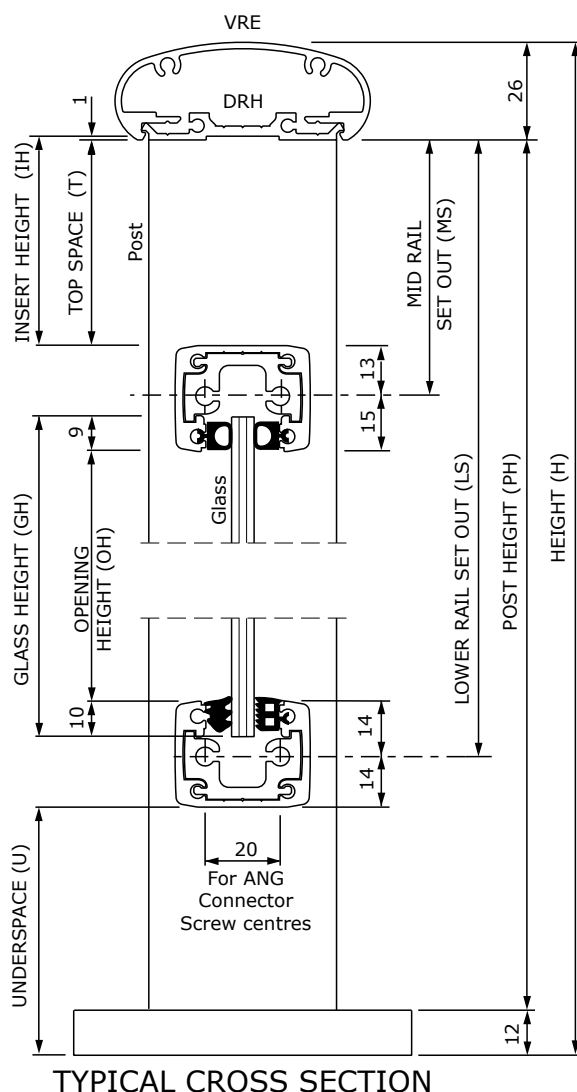 VRE
DRH
1
26
INSERT HEIGHT (IH)
TOP SPACE (T)
Post
MID RAIL
SET OUT (MS)
13
15
9
Glass
GLASS HEIGHT (GH)
OPENING
HEIGHT (OH)
LOWER RAIL SET OUT (LS)
POST HEIGHT (PH)
HEIGHT (H)
10
14
14
20
For ANG
Connector
Screw centres
UNDERSPACE (U)
12
TYPICAL CROSS SECTION